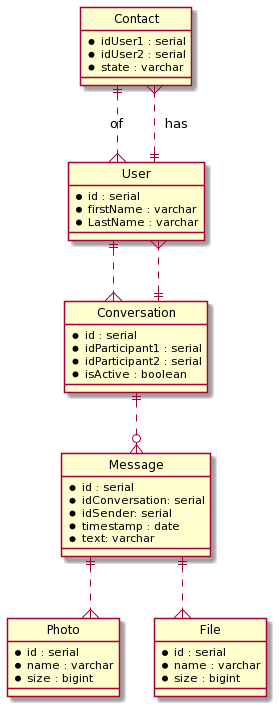 Contact
idUser1 : serial
idUser2 : serial
state : varchar
of
has
User
id : serial
firstName : varchar
LastName : varchar
Conversation
id : serial
idParticipant1 : serial
idParticipant2 : serial
isActive : boolean
Message
id : serial
idConversation: serial
idSender: serial
timestamp : date
text: varchar
Photo
id : serial
name : varchar
size : bigint
File
id : serial
name : varchar
size : bigint